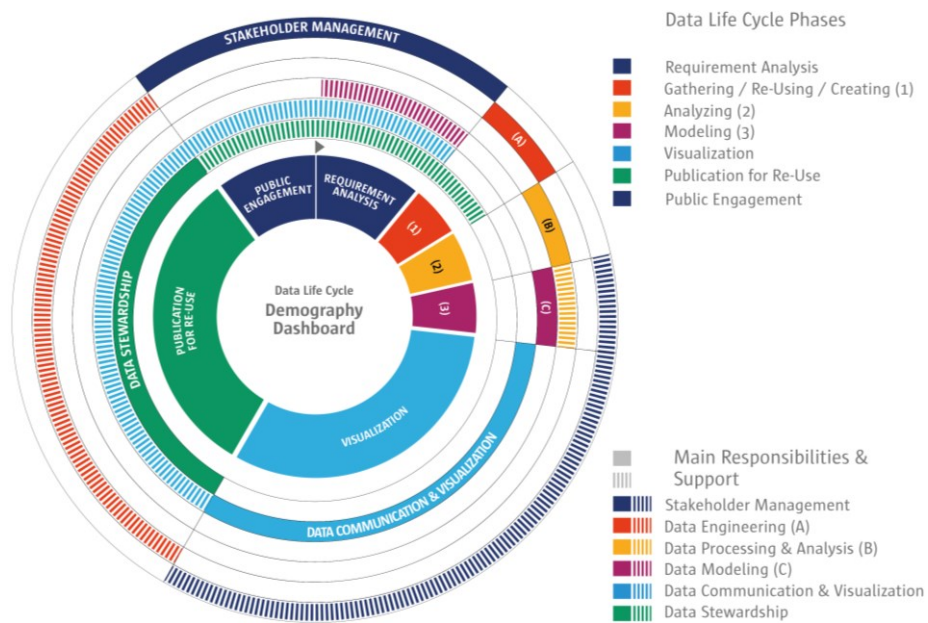 STAKEHOLDER MANAGEMENT
(A)
(B)
(C)
DATA COMMUNICATION & VISUALIZATION
DATA STEWARDSHIP
PUBLIC
ENGAGEMENT
REQUIREMENT
ANALYSIS
(1)
(2)
(3)
VISUALIZATION
PUBLICATION
FOR RE-USE
Data Life Cycle
Demography
Dashboard
Data Life Cycle Phases
Requirement Analysis
Gathering / Re-Using / Creating (1)
Analyzing (2)
Modeling (3)
Visualization
Publication for Re-Use
Public Engagement
Main Responsibilities &
Support
Stakeholder Management
Data Engineering (A)
Data Processing & Analysis (B)
Data Modeling (C)
Data Communication & Visualization
Data Stewardship